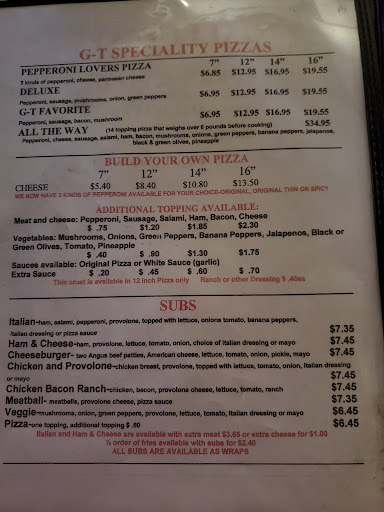 G-T SPECIALITY PIZZAS
PEPPERONI LOVERS PIZZA 7" 12" 14" 16"
3 kinds of pepperoni, cheese, parmesan cheese $6.85 $12.95 $16.95 $19.55
DELUXE
Pepperoni, sausage, mushrooms, onion, green peppers $6.95 $12.95 $16.95 $19.55
G-T FAVORITE
Pepperoni, sausage, bacon, mushroom $6.95 $12.95 $16.95 $19.55
ALL THE WAY (14 topping pizza that weighs over 6 pounds before cooking) $34.95
Pepperoni, cheese, sausage, salami, ham, bacon, mushrooms, onions, green peppers, banana peppers, jalapenos,
black & green olives, pineapple
BUILD YOUR OWN PIZZA
7" 12" 14" 16"
CHEESE $5.40 $8.40 $10.80 $13.50
WE NOW HAVE 3 KINDS OF PEPPERONI AVAILABLE FOR YOUR CHOICE-ORIGINAL, ORIGINAL THIN OR SPICY
ADDITIONAL TOPPING AVAILABLE:
Meat and cheese: Pepperoni, Sausage, Salami, Ham, Bacon, Cheese
$ .75 $1.20 $1.85 $2.30
Vegetables: Mushrooms, Onions, Green Peppers, Banana Peppers, Jalapenos, Black or
Green Olives, Tomato, Pineapple
$ .40 $ .90 $1.30 $1.75
Sauces available: Original Pizza or White Sauce (garlic)
Extra Sauce $ .20 $ .45 $ .60 $ .70
Thin crust is available in 12 inch Pizza only Ranch or other Dressing $ .40ea
SUBS
Italian-ham, salami, pepperoni, provolone, topped with lettuce, onions tomato, banana peppers,
Italian dressing or pizza sauce $7.35
Ham & Cheese-ham, provolone, lettuce, tomato, onion, choice of Italian dressing or mayo $7.45
Cheeseburger- two Angus beef patties, American cheese, lettuce, tomato, onion, pickle, mayo $7.45
Chicken and Provolone-chicken breast, provolone, topped with lettuce, tomato, onion, Italian dressing
or mayo $7.45
Chicken Bacon Ranch-chicken, bacon, provolone cheese, lettuce, tomato, ranch $7.45
Meatball- meatballs, provolone cheese, pizza sauce $7.35
Veggie-mushrooms, onion, green peppers, provolone, lettuce, tomato, Italian dressing or mayo $6.45
Pizza-one topping, additional topping $ .60 $6.45
Italian and Ham & Cheese are available with extra meat $3.65 or extra cheese for $1.00
½ order of fries available with subs for $2.40
ALL SUBS ARE AVAILABLE AS WRAPS